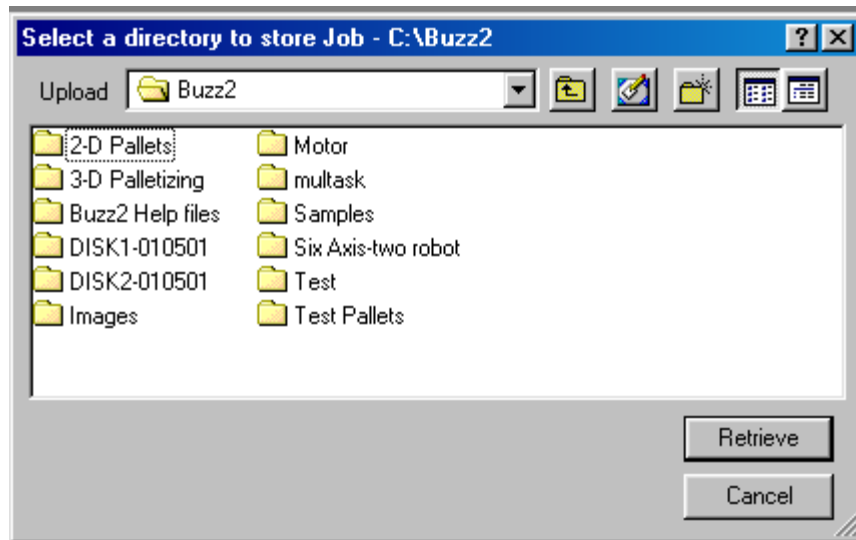 Select a directory to store Job - C:\Buzz2
Upload Buzz2
2-D Pallets
3-D Palletizing
Buzz2 Help files
DISK1-010501
DISK2-010501
Images
Motor
multask
Samples
Six Axis-two robot
Test
Test Pallets
Retrieve
Cancel